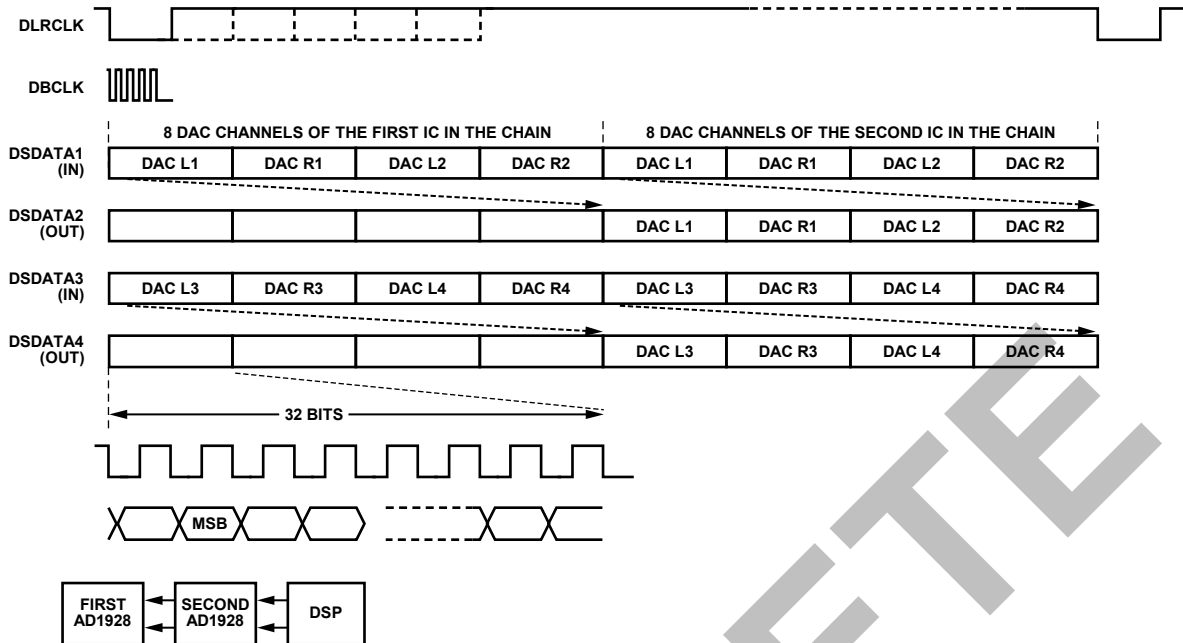 DLRCLK
DBCLK
8 DAC CHANNELS OF THE FIRST IC IN THE CHAIN 8 DAC CHANNELS OF THE SECOND IC IN THE CHAIN
DSDATA1
(IN)
DAC L1 DAC R1 DAC L2 DAC R2 DAC L1 DAC R1 DAC L2 DAC R2
DSDATA2
(OUT)
DAC L1 DAC R1 DAC L2 DAC R2
DSDATA3
(IN)
DAC L3 DAC R3 DAC L4 DAC R4 DAC L3 DAC R3 DAC L4 DAC R4
DSDATA4
(OUT)
DAC L3 DAC R3 DAC L4 DAC R4
32 BITS
MSB
FIRST
AD1928
SECOND
AD1928
DSP
ETE